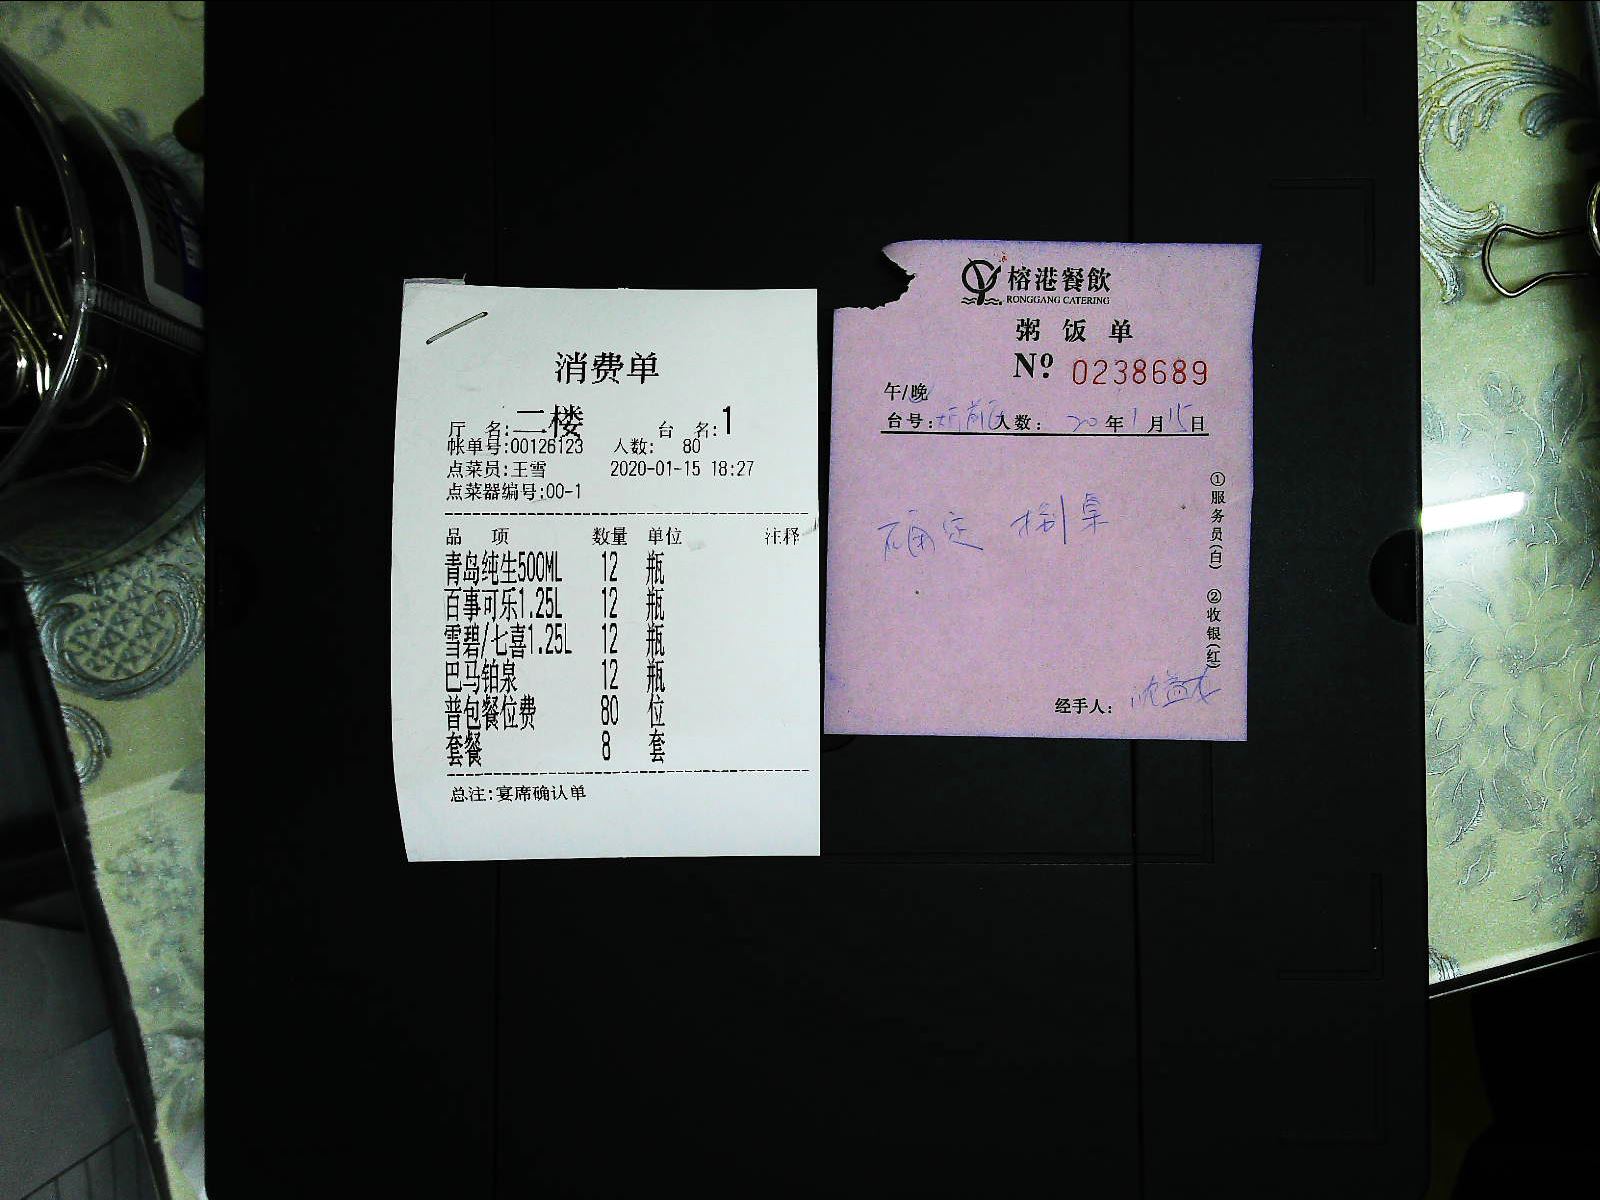 消费单
厅 名:二楼 台 名:1
帐单号:00126123 人数: 80
点菜员:王雪 2020-01-15 18:27
点菜器编号:00-1
品 项 数量 单位 注释
青岛纯生500ML 12 瓶
百事可乐1.25L 12 瓶
雪碧/七喜1.25L 12 瓶
巴马铂泉 12 瓶
普包餐位费 80 位
套餐 8 套
总注:宴席确认单
榕港餐飲
RONGGANG CATERING
粥 饭 单
Nº 0238689
午/晚
台号: 人数: 20年1月15日
确定 捌桌
①服务员(白) ②收银(红)
经手人: